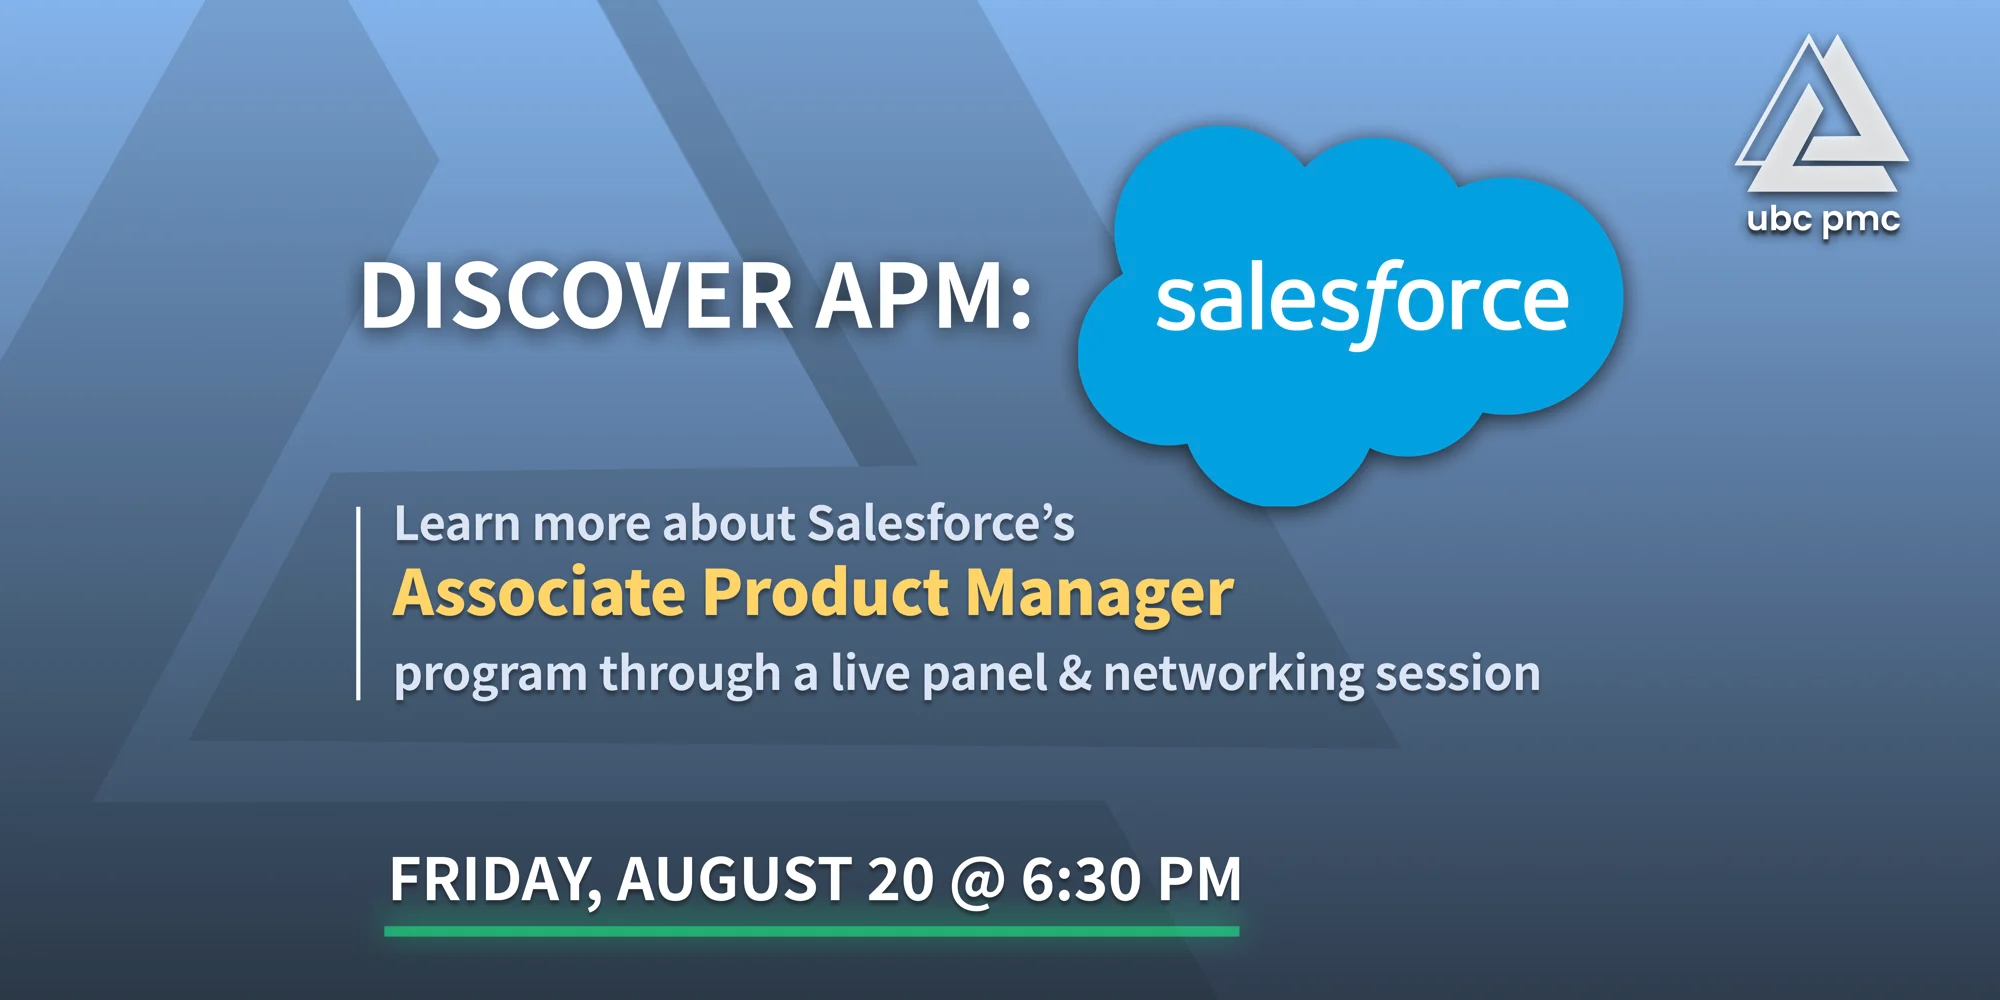 ubc pmc
DISCOVER APM:
salesforce
Learn more about Salesforce’s
Associate Product Manager
program through a live panel & networking session
FRIDAY, AUGUST 20 @ 6:30 PM